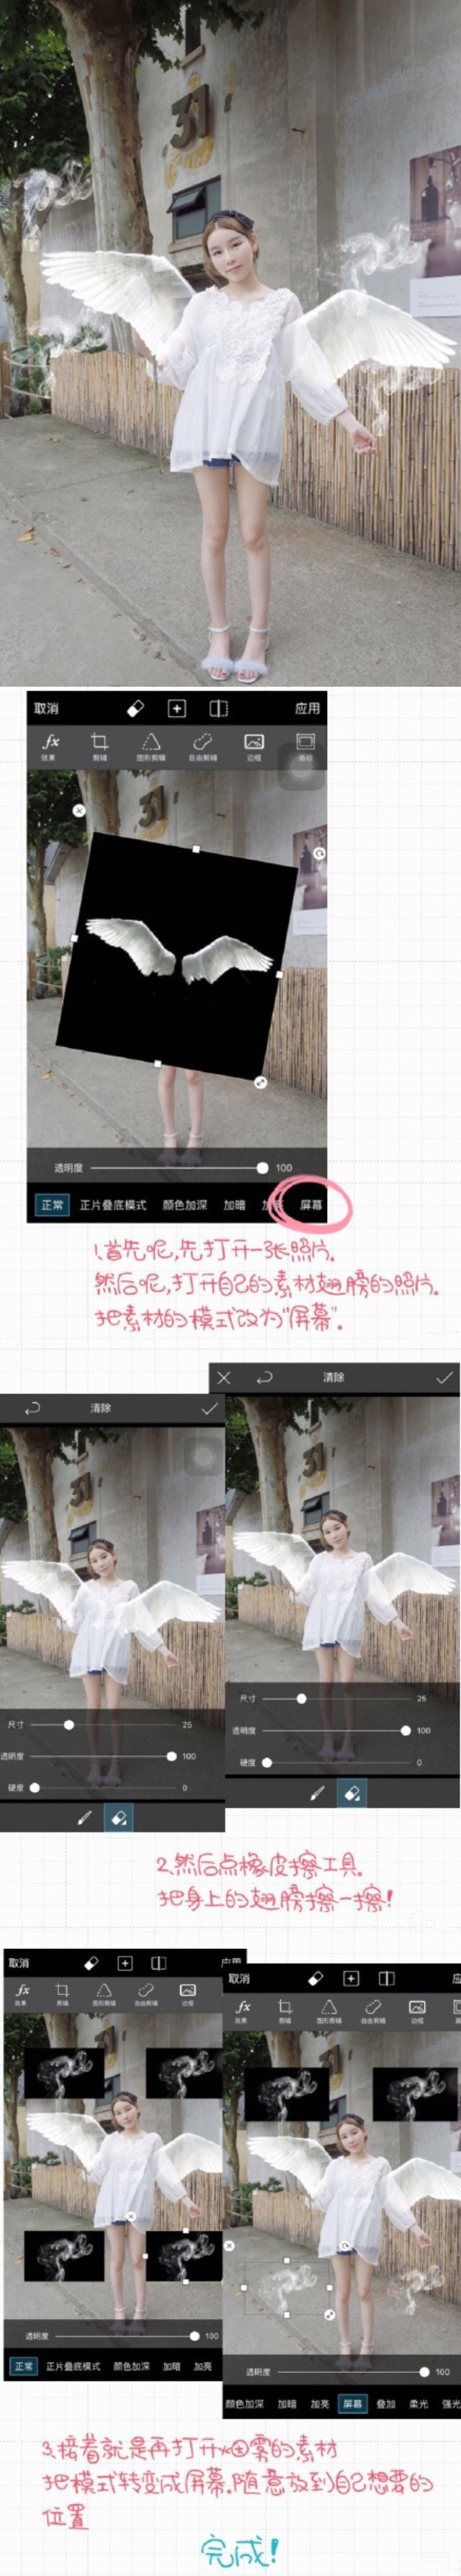 31
取消
应用
fx
效果
剪辑
图形剪辑
自由剪辑
边框
31
透明度
100
正常
正片叠底模式
颜色加深
加暗
屏幕
1.首先呢,先打开一张照片.
然后呢,打开自己的素材翅膀的照片.
把素材的模式改为"屏幕".
清除
清除
31
31
尺寸
25
透明度
100
硬度
0
尺寸
25
透明度
100
硬度
0
2.然后点橡皮擦工具.
把身上的翅膀擦一擦!
取消
取消
fx
效果
剪辑
图形剪辑
自由剪辑
边框
fx
效果
剪辑
图形剪辑
自由剪辑
边框
透明度
100
正常
正片叠底模式
颜色加深
加暗
加亮
透明度
100
颜色加深
加暗
加亮
屏幕
叠加
柔光
强光
3.接着就是再打开烟雾的素材
把模式转变成屏幕.随意放到自己想要的
位置
完成!